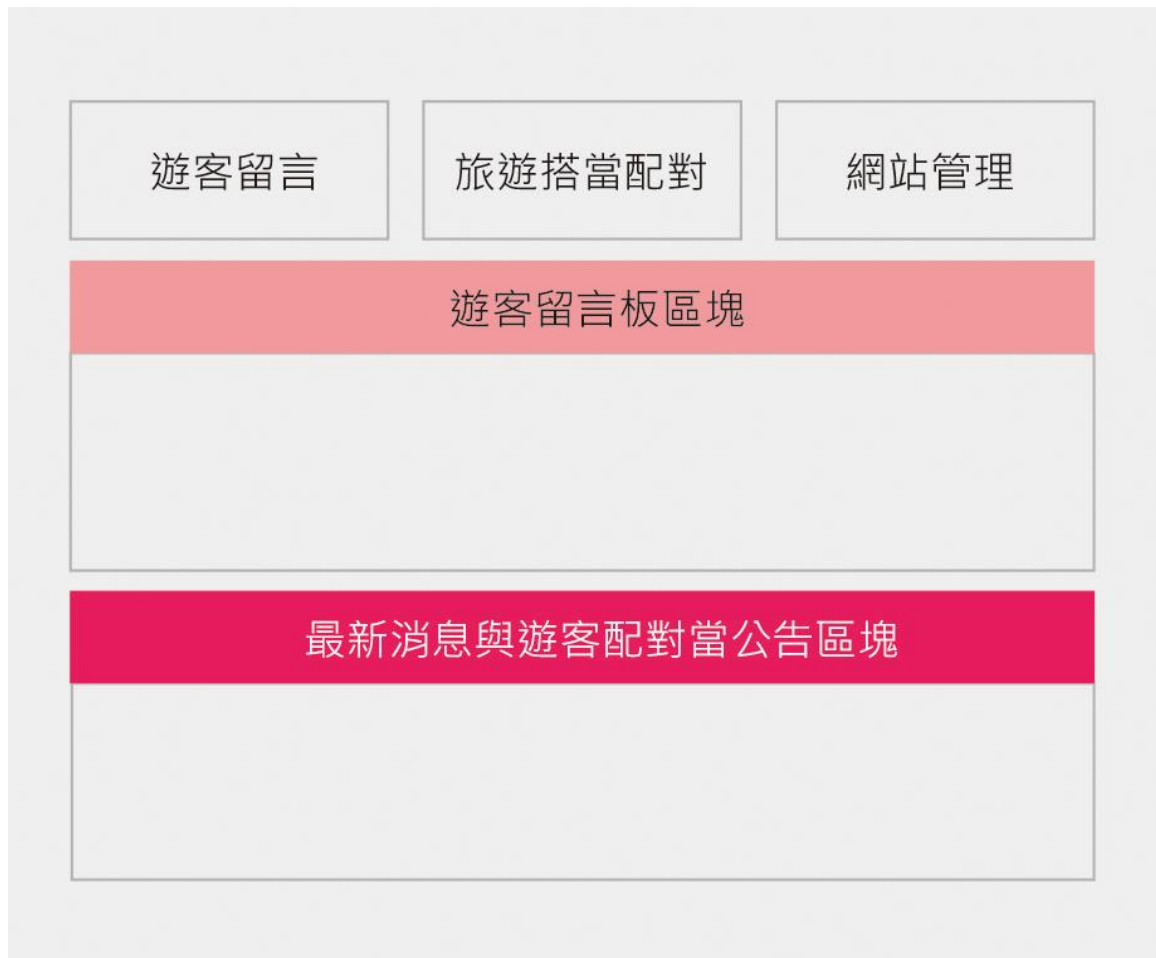 遊客留言
旅遊搭當配對
網站管理
遊客留言板區塊
最新消息與遊客配對當公告區塊